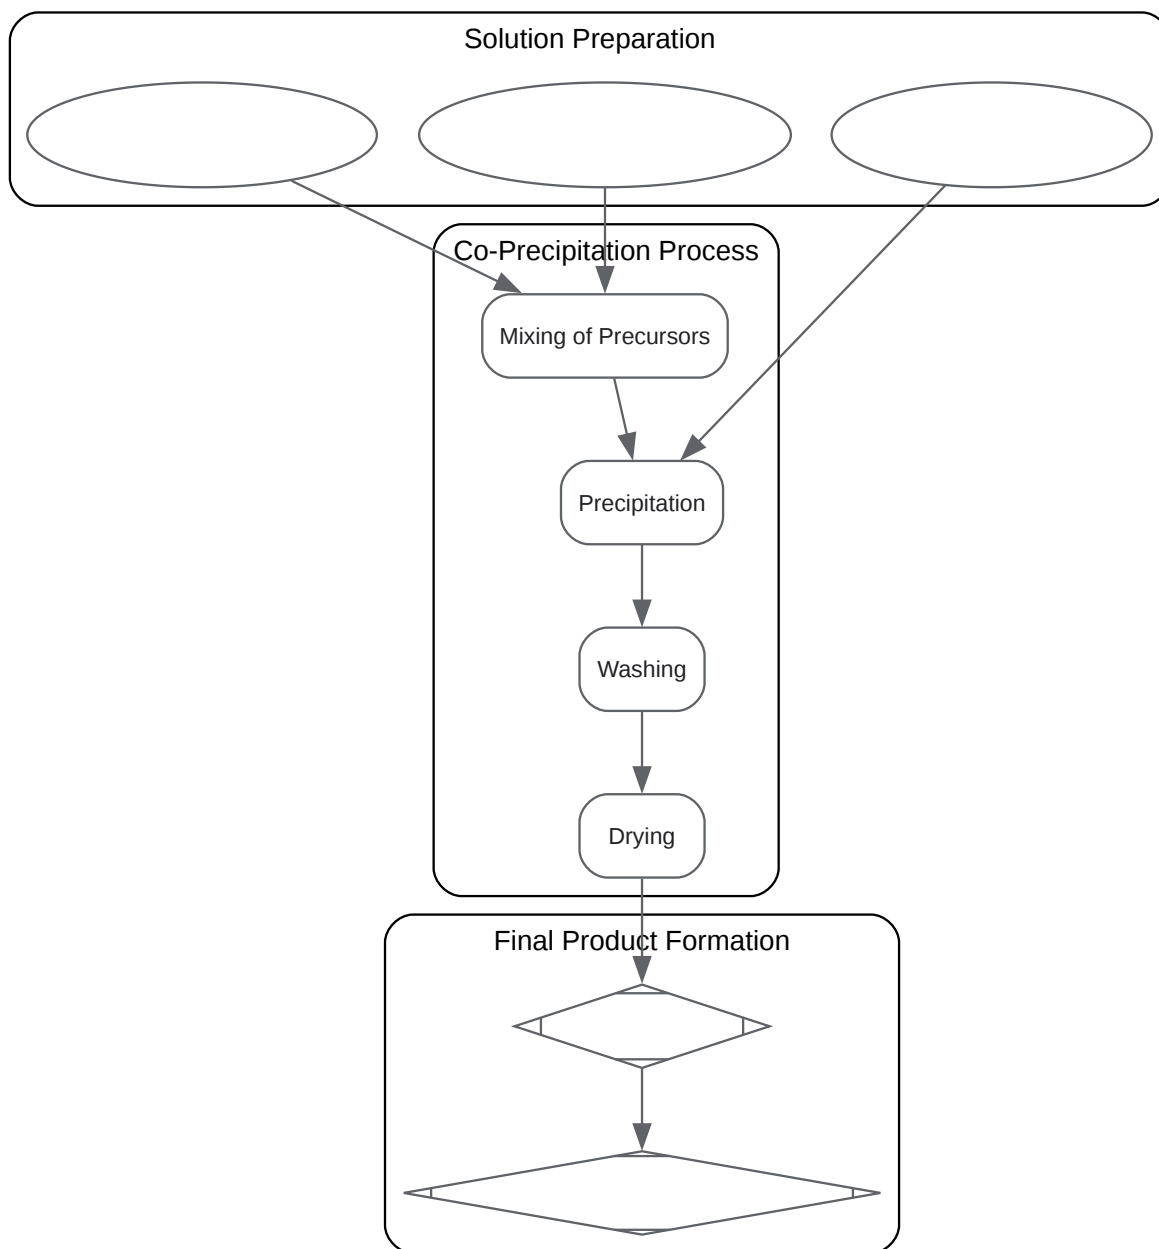 Solution Preparation
Co-Precipitation Process
Mixing of Precursors
Precipitation
Washing
Drying
Final Product Formation